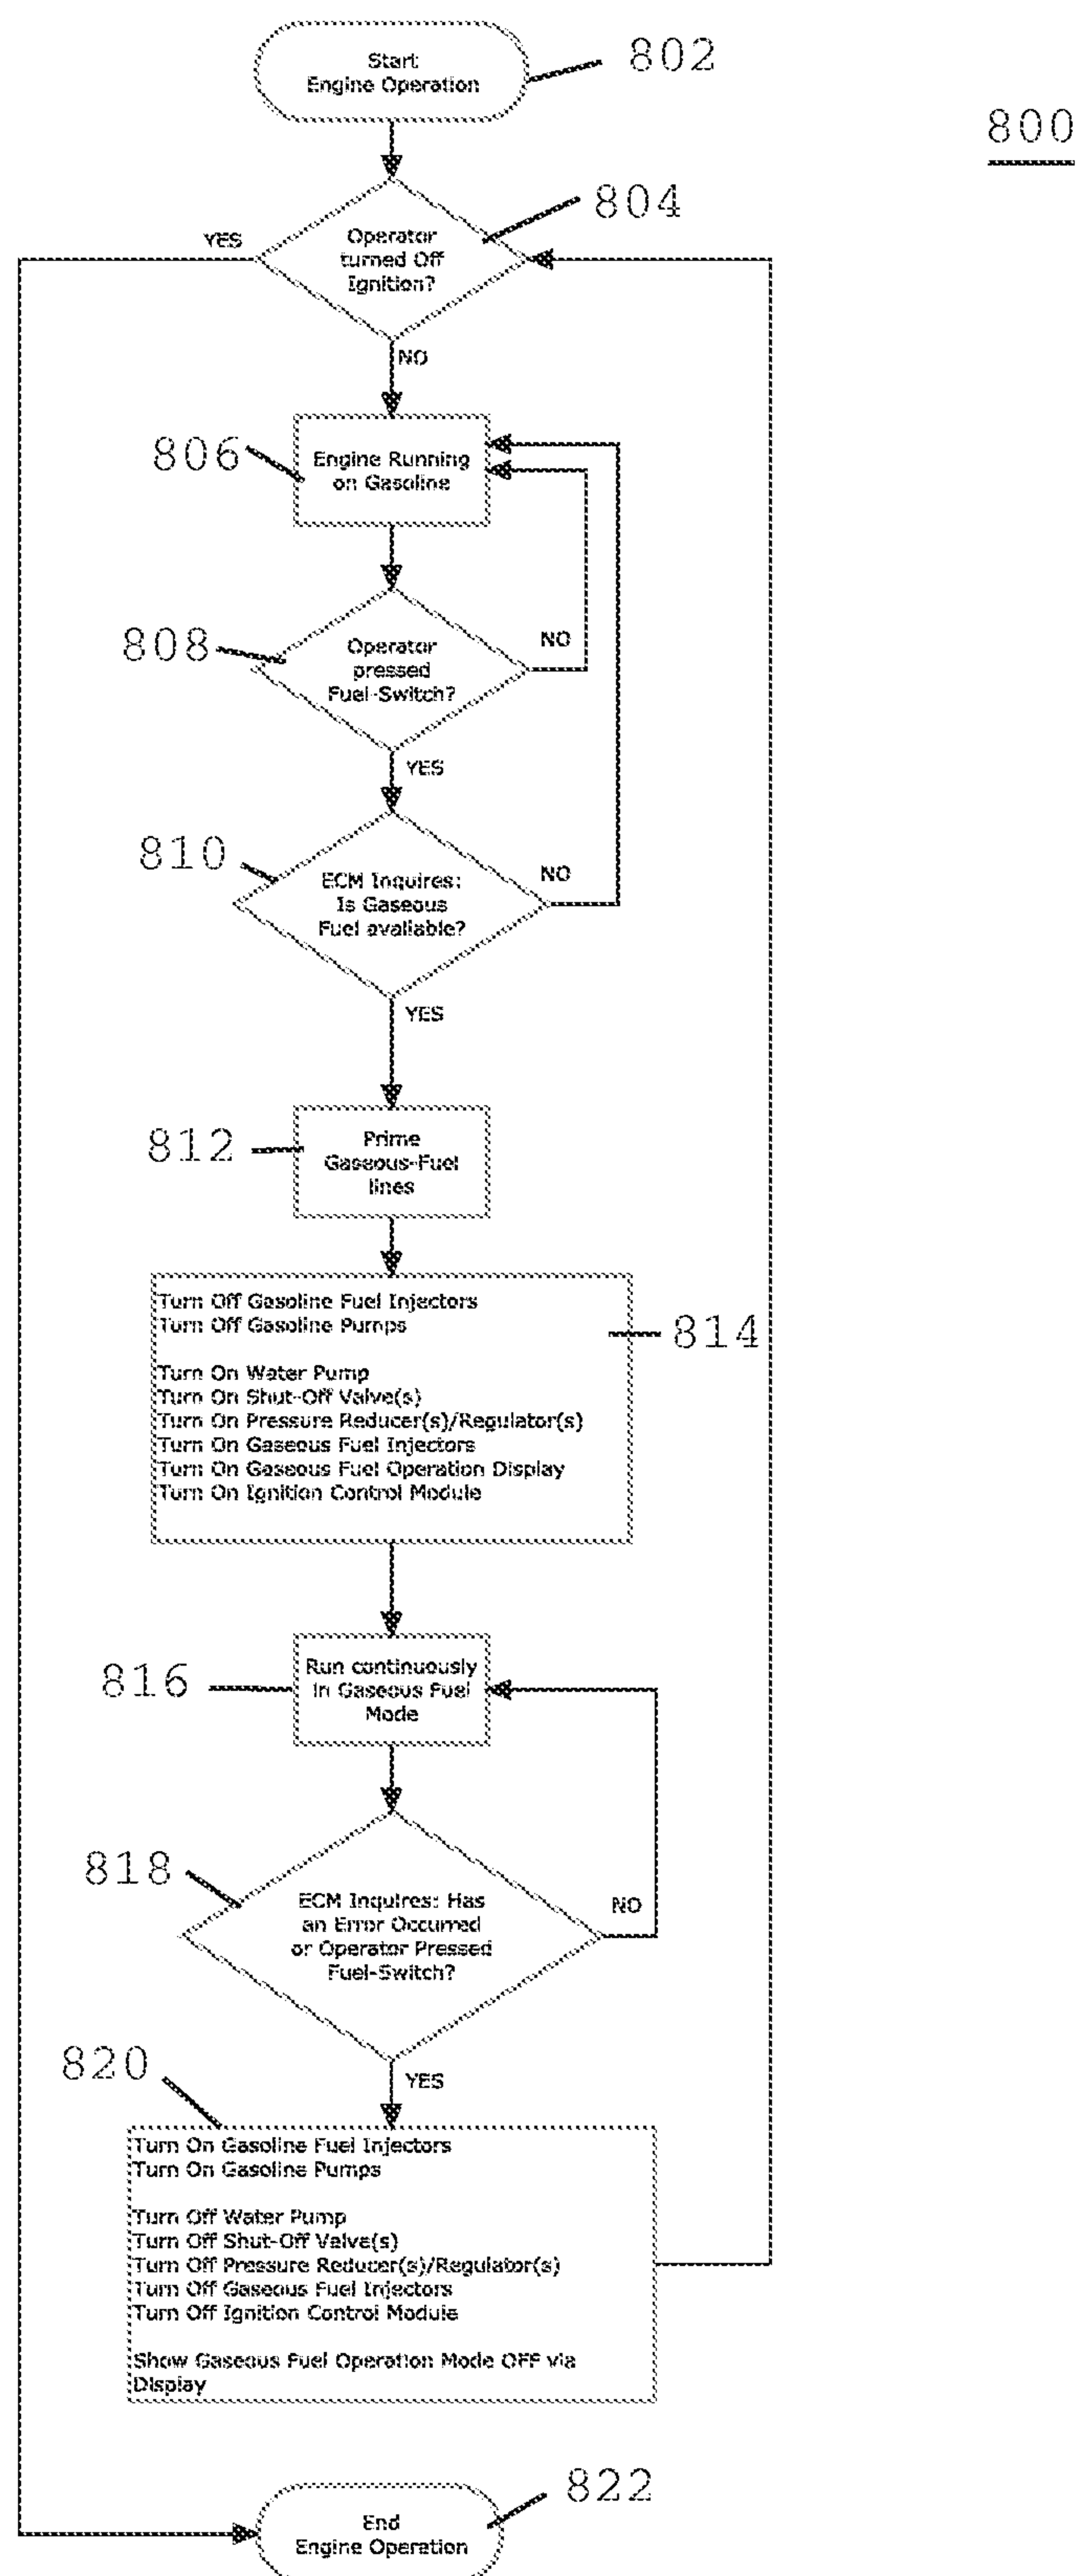 Start
Engine Operation
802
800
804
Operator
turned Off
Ignition?
YES
NO
806
Engine Running
on Gasoline
808
Operator
pressed
Fuel-Switch?
NO
YES
810
ECM Inquires:
Is Gaseous
Fuel available?
NO
YES
812
Prime
Gaseous-Fuel
lines
Turn Off Gasoline Fuel Injectors
Turn Off Gasoline Pumps
814
Turn On Water Pump
Turn On Shut-Off Valve(s)
Turn On Pressure Reducer(s)/Regulator(s)
Turn On Gaseous Fuel Injectors
Turn On Gaseous Fuel Operation Display
Turn On Ignition Control Module
816
Run continuously
in Gaseous Fuel
Mode
818
ECM Inquires: Has
an Error Occurred
or Operator Pressed
Fuel-Switch?
NO
YES
820
Turn On Gasoline Fuel Injectors
Turn On Gasoline Pumps
Turn Off Water Pump
Turn Off Shut-Off Valve(s)
Turn Off Pressure Reducer(s)/Regulator(s)
Turn Off Gaseous Fuel Injectors
Turn Off Ignition Control Module
Show Gaseous Fuel Operation Mode OFF via
Display
822
End
Engine Operation